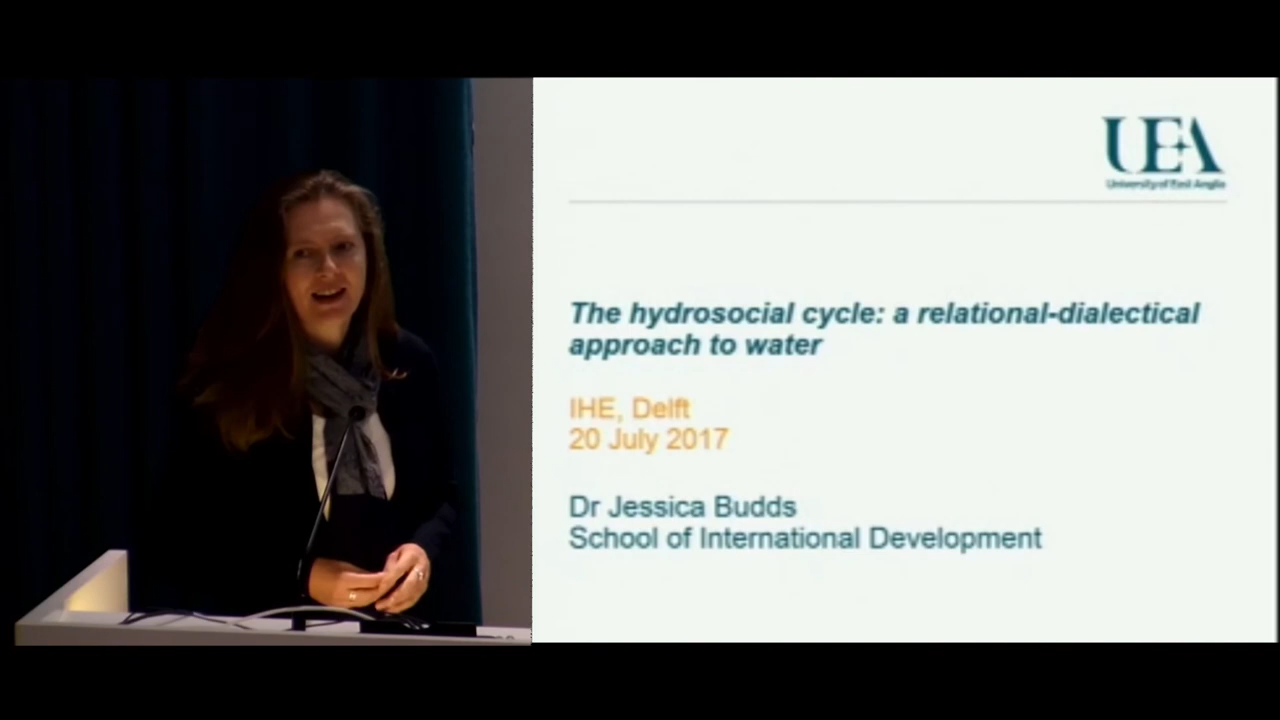 UEA
University of East Anglia
The hydrosocial cycle: a relational-dialectical
approach to water
IHE, Delft
20 July 2017
Dr Jessica Budds
School of International Development